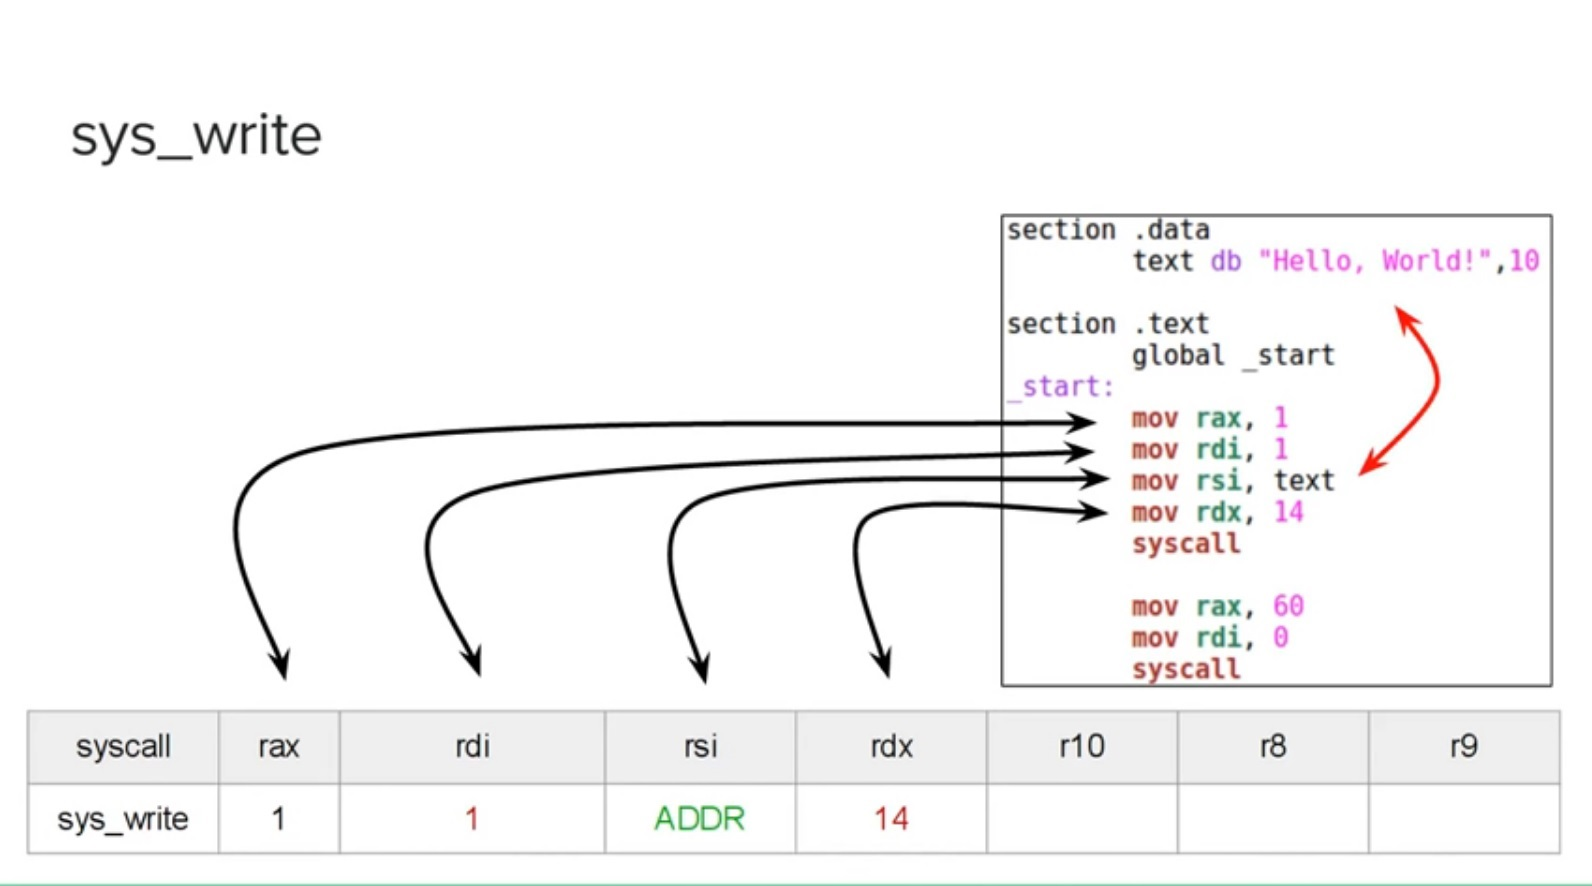 sys_write
section .data
text db "Hello, World!",10
section .text
global _start
_start:
mov rax, 1
mov rdi, 1
mov rsi, text
mov rdx, 14
syscall
mov rax, 60
mov rdi, 0
syscall
syscall rax rdi rsi rdx r10 r8 r9
sys_write 1 1 ADDR 14